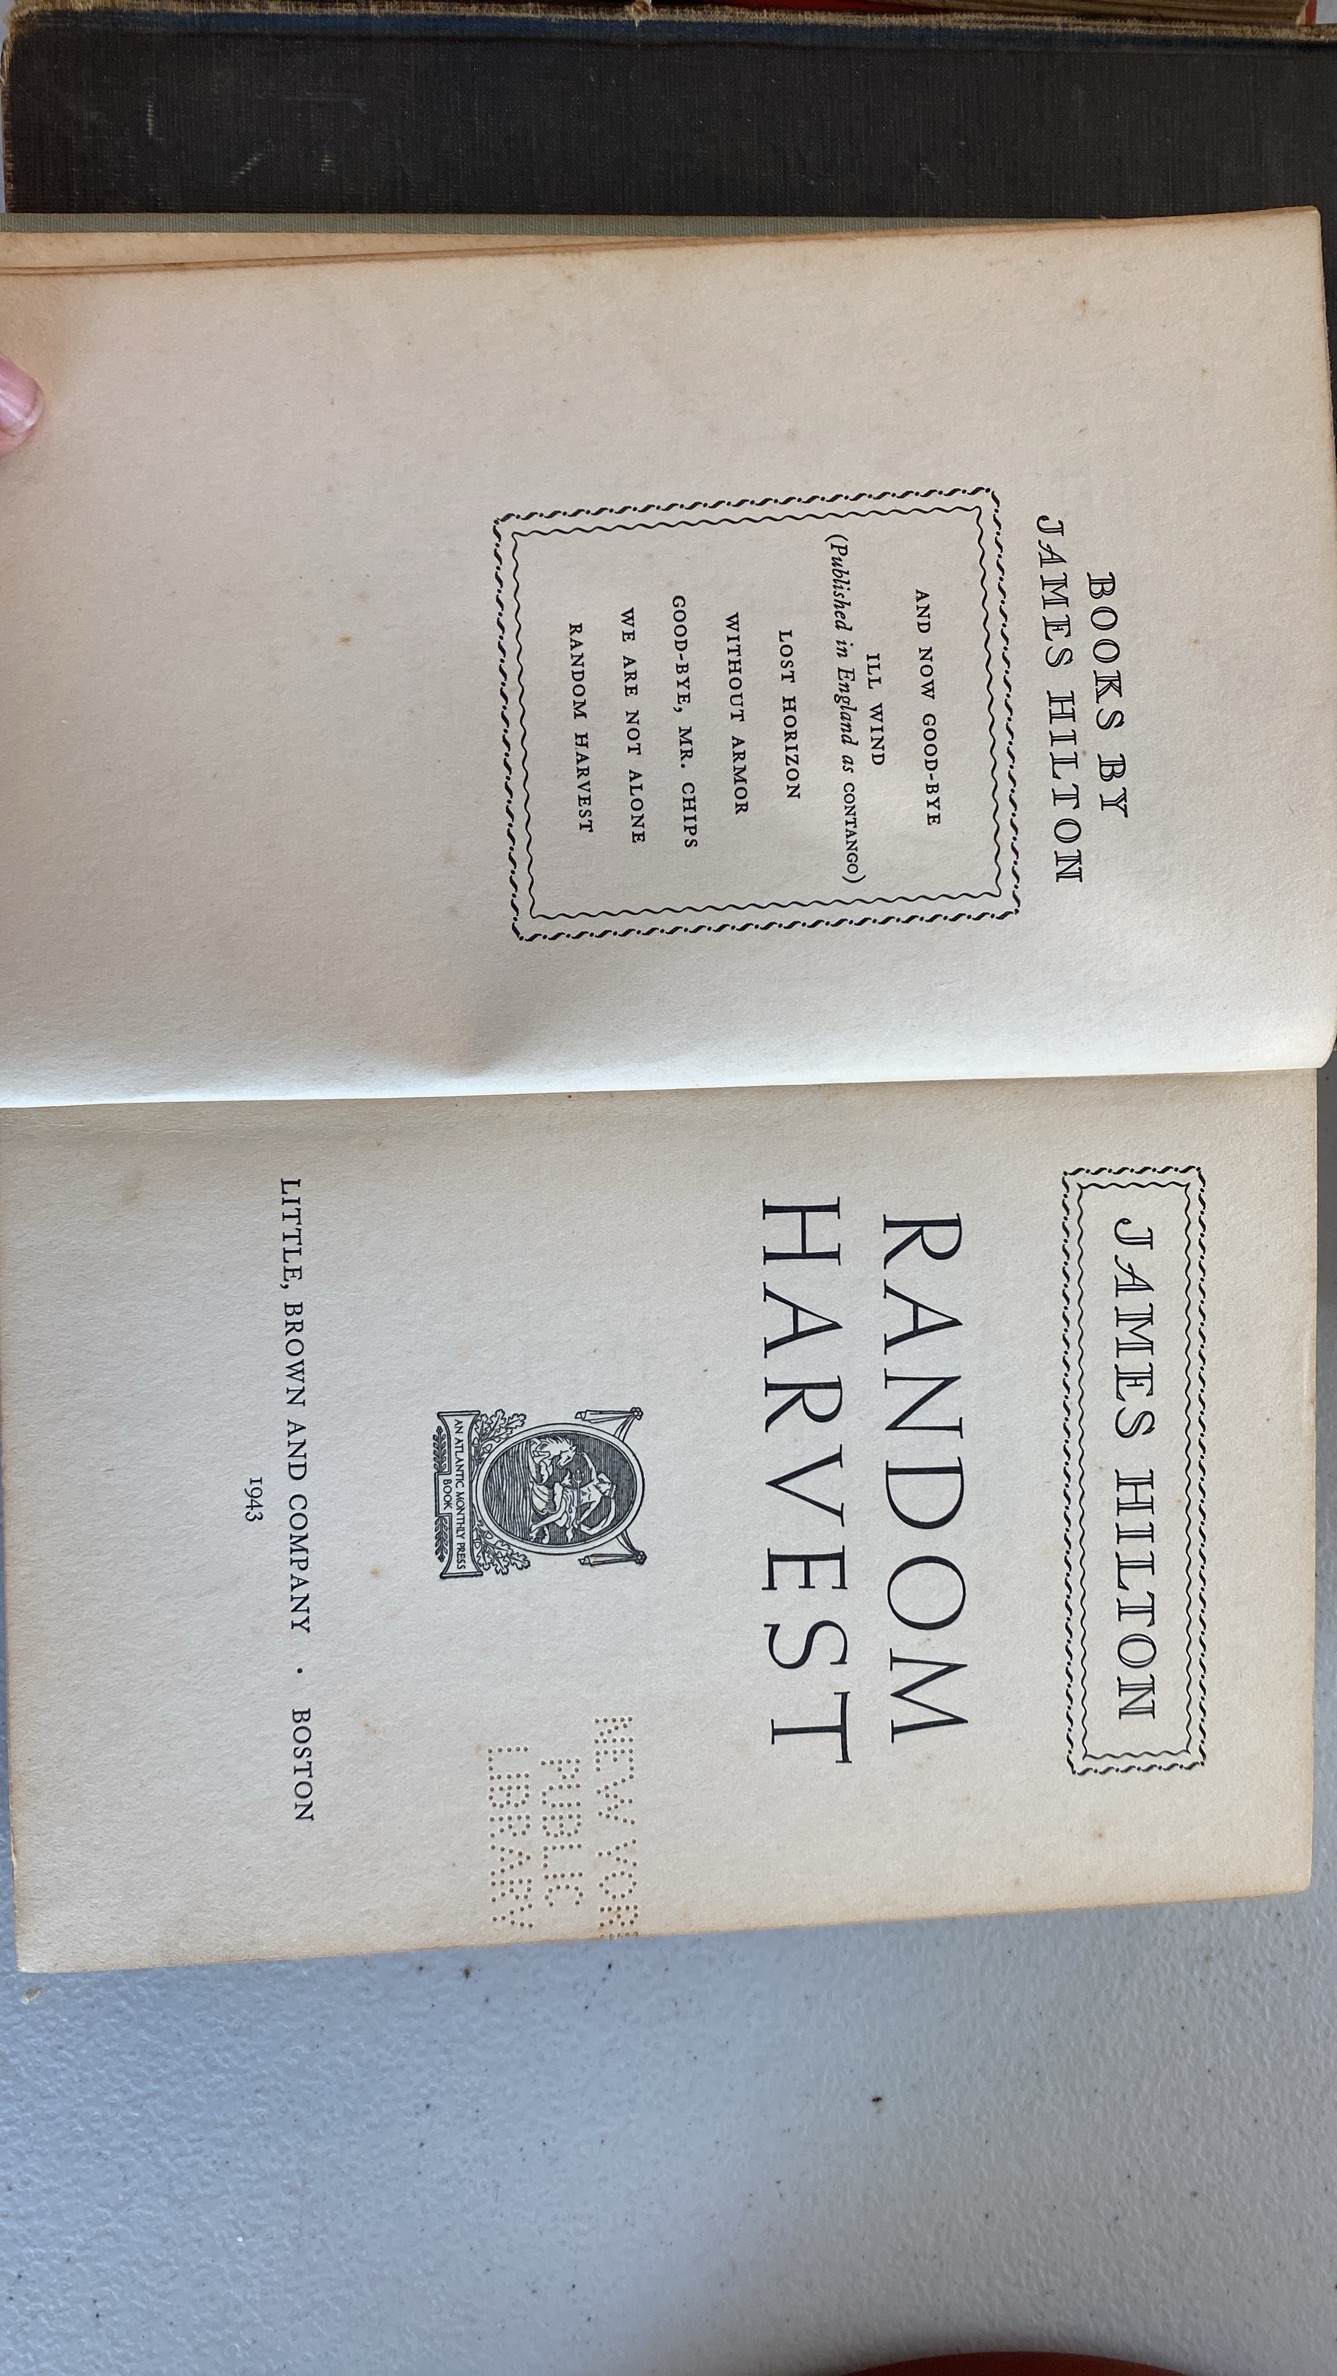 BOOKS BY
JAMES HILTON
AND NOW GOOD-BYE
ILL WIND
(Published in England as CONTANGO)
LOST HORIZON
WITHOUT ARMOR
GOOD-BYE, MR. CHIPS
WE ARE NOT ALONE
RANDOM HARVEST
JAMES HILTON
RANDOM
HARVEST
AN ATLANTIC MONTHLY PRESS
BOOK
NEW YORK
PUBLIC
LIBRARY
LITTLE, BROWN AND COMPANY • BOSTON
1943